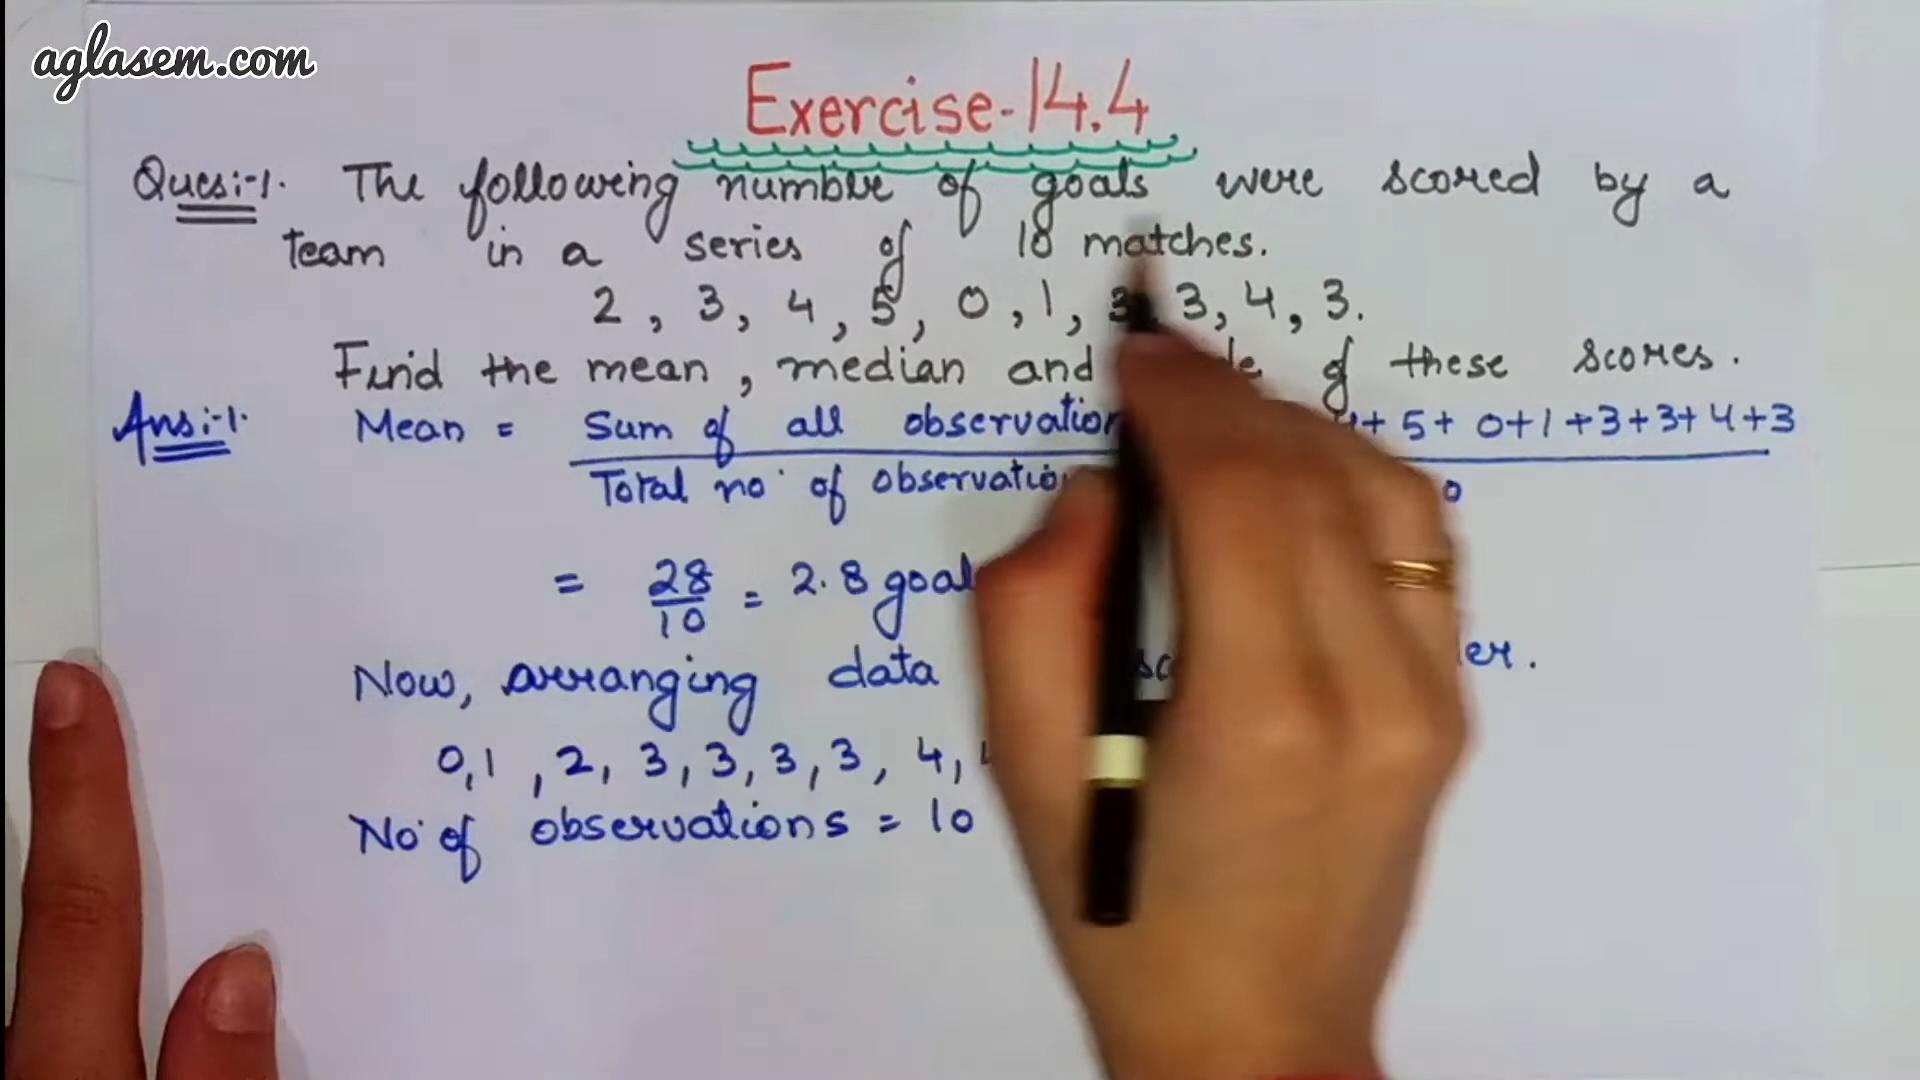 aglasem.com
Exercise-14.4
Ques:-1. The following number of goals were scored by a
team in a series of 10 matches.
2, 3, 4, 5, 0, 1, 3, 3, 4, 3.
Find the mean, median and of these scores.
Ans:-1. Mean = Sum of all observation + 5 + 0+1+3+3+4+3
Total no. of observatio
= 28/10 = 2.8 goal
Now, arranging data er.
0,1, 2, 3, 3, 3, 3, 4,
No. of observations = 10